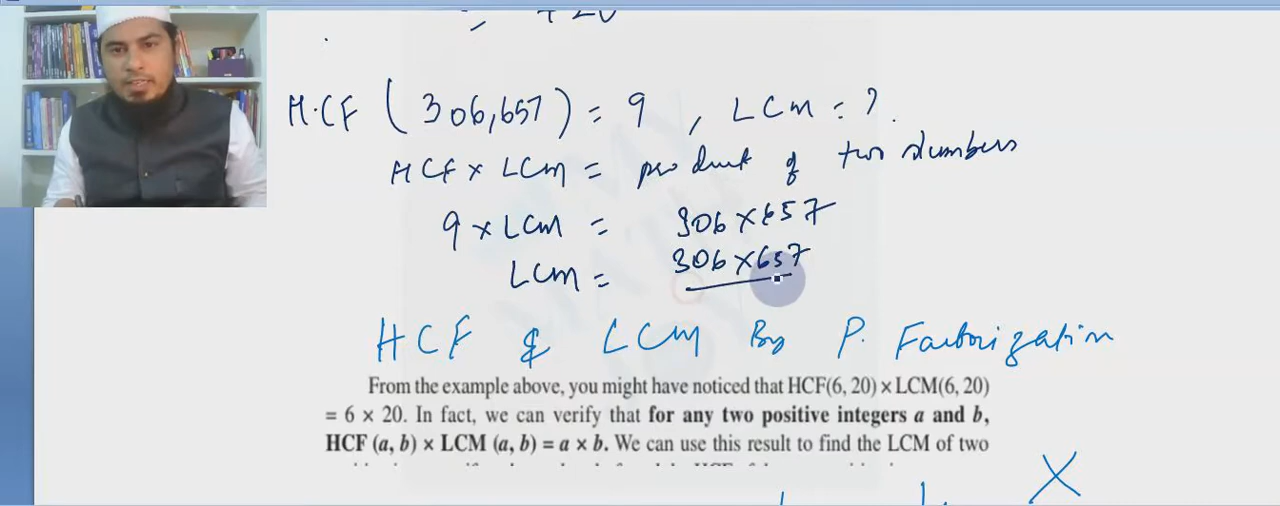 H.CF (306,657) = 9 , LCM = ?.
HCF x LCM = product of two numbers
9 x LCM = 306 x 657
LCM = 306 x 657
HCF & LCM By P. Factorization
From the example above, you might have noticed that HCF(6, 20) × LCM(6, 20)
= 6 × 20. In fact, we can verify that for any two positive integers a and b,
HCF (a, b) × LCM (a, b) = a × b. We can use this result to find the LCM of two
X